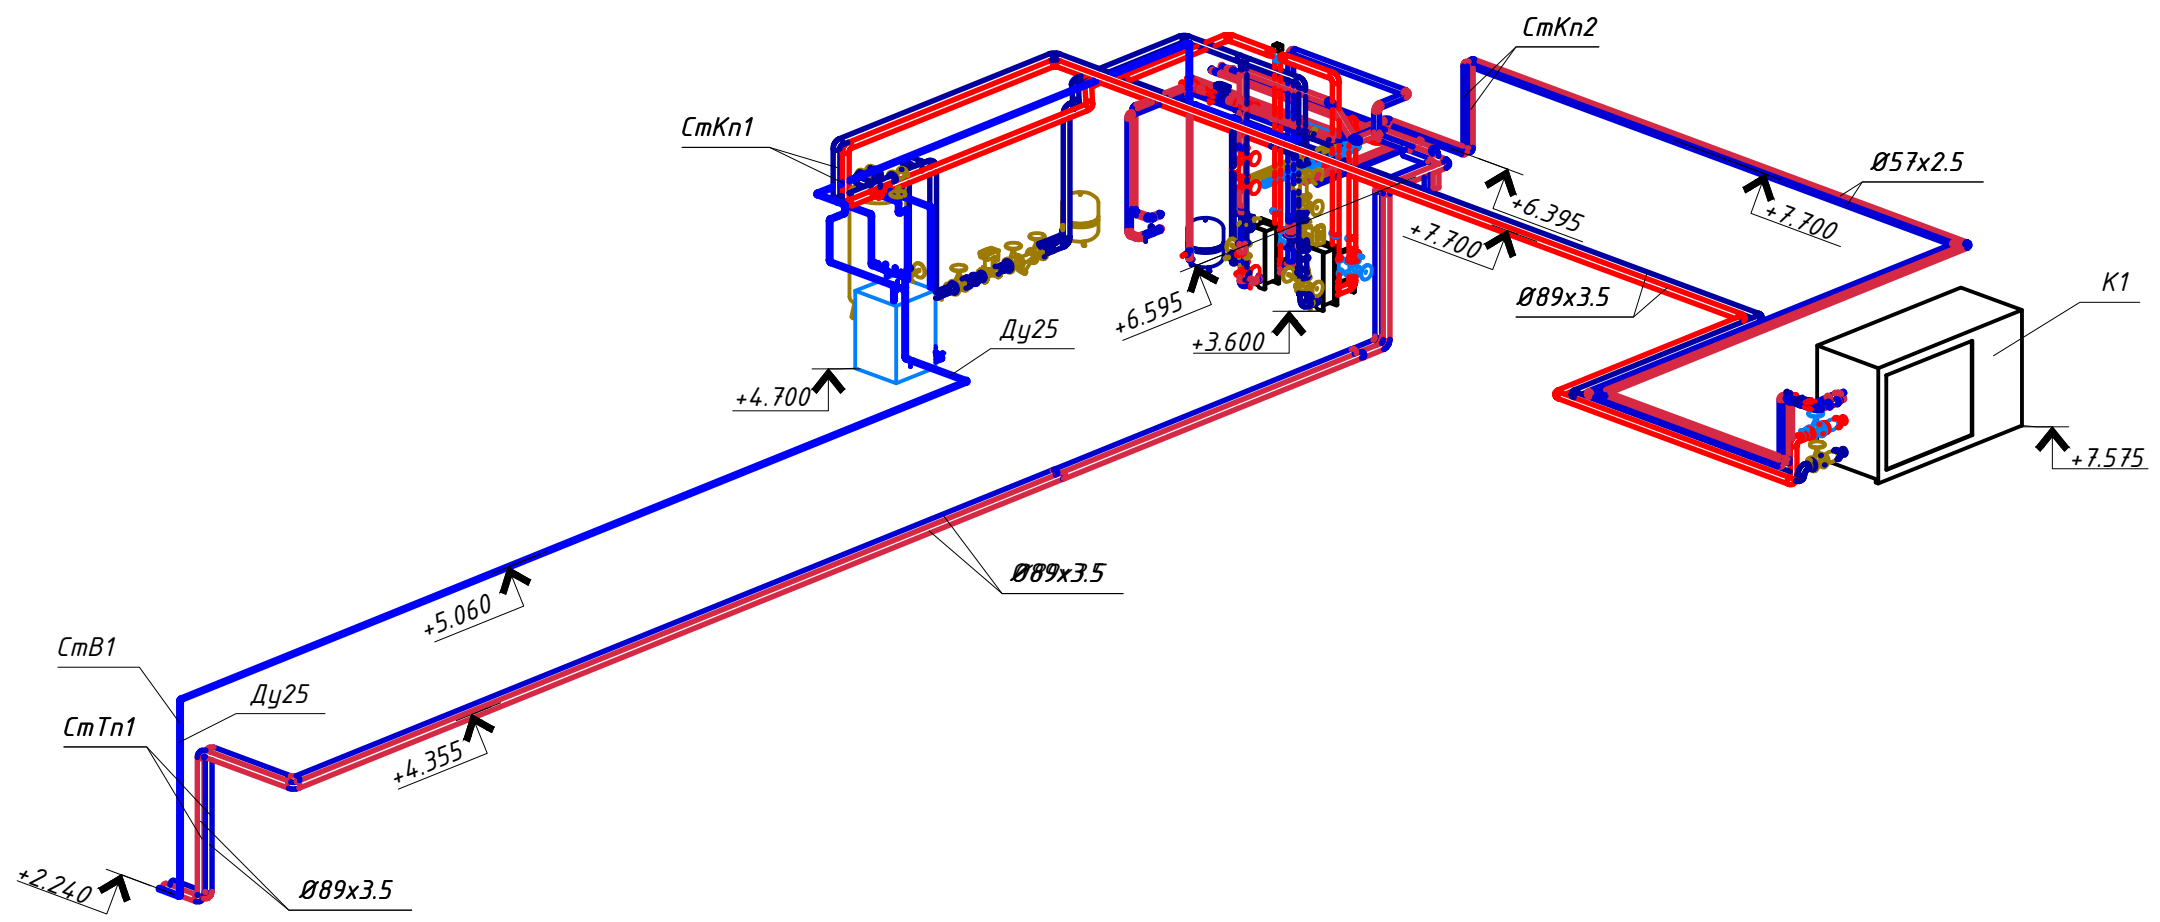 СтКп2
СтКп1
Ø57x2.5
+6.395
+7.700
+7.700
К1
+6.595
Ø89x3.5
Ду25
+3.600
+4.700
+7.575
Ø89x3.5
+5.060
СтВ1
Ду25
СтТп1
+4.355
+2.240
Ø89x3.5